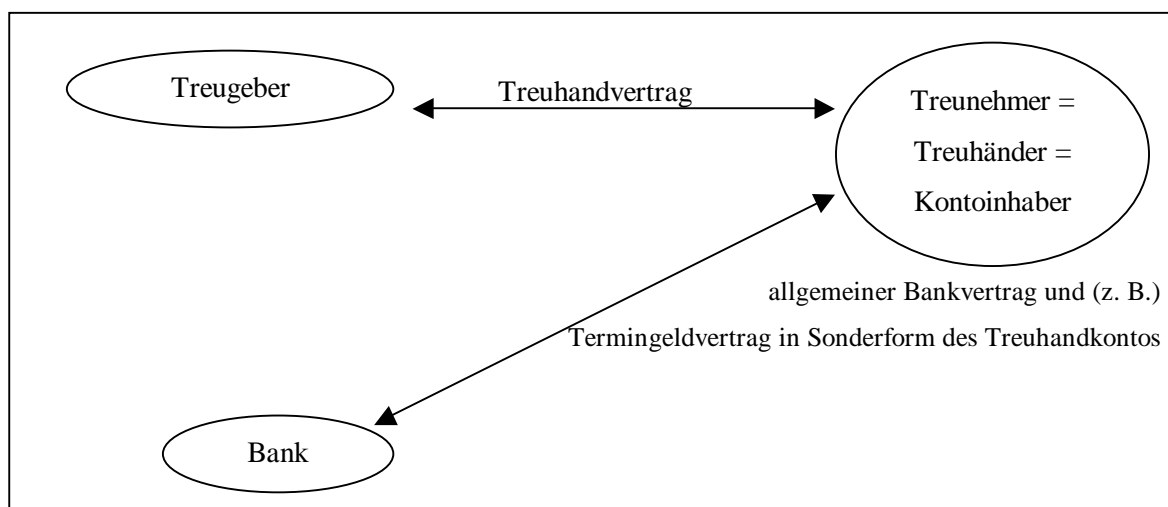 Treugeber
Treuhandvertrag
Treunehmer =
Treuhänder =
Kontoinhaber
allgemeiner Bankvertrag und (z. B.)
Termingeldvertrag in Sonderform des Treuhandkontos
Bank